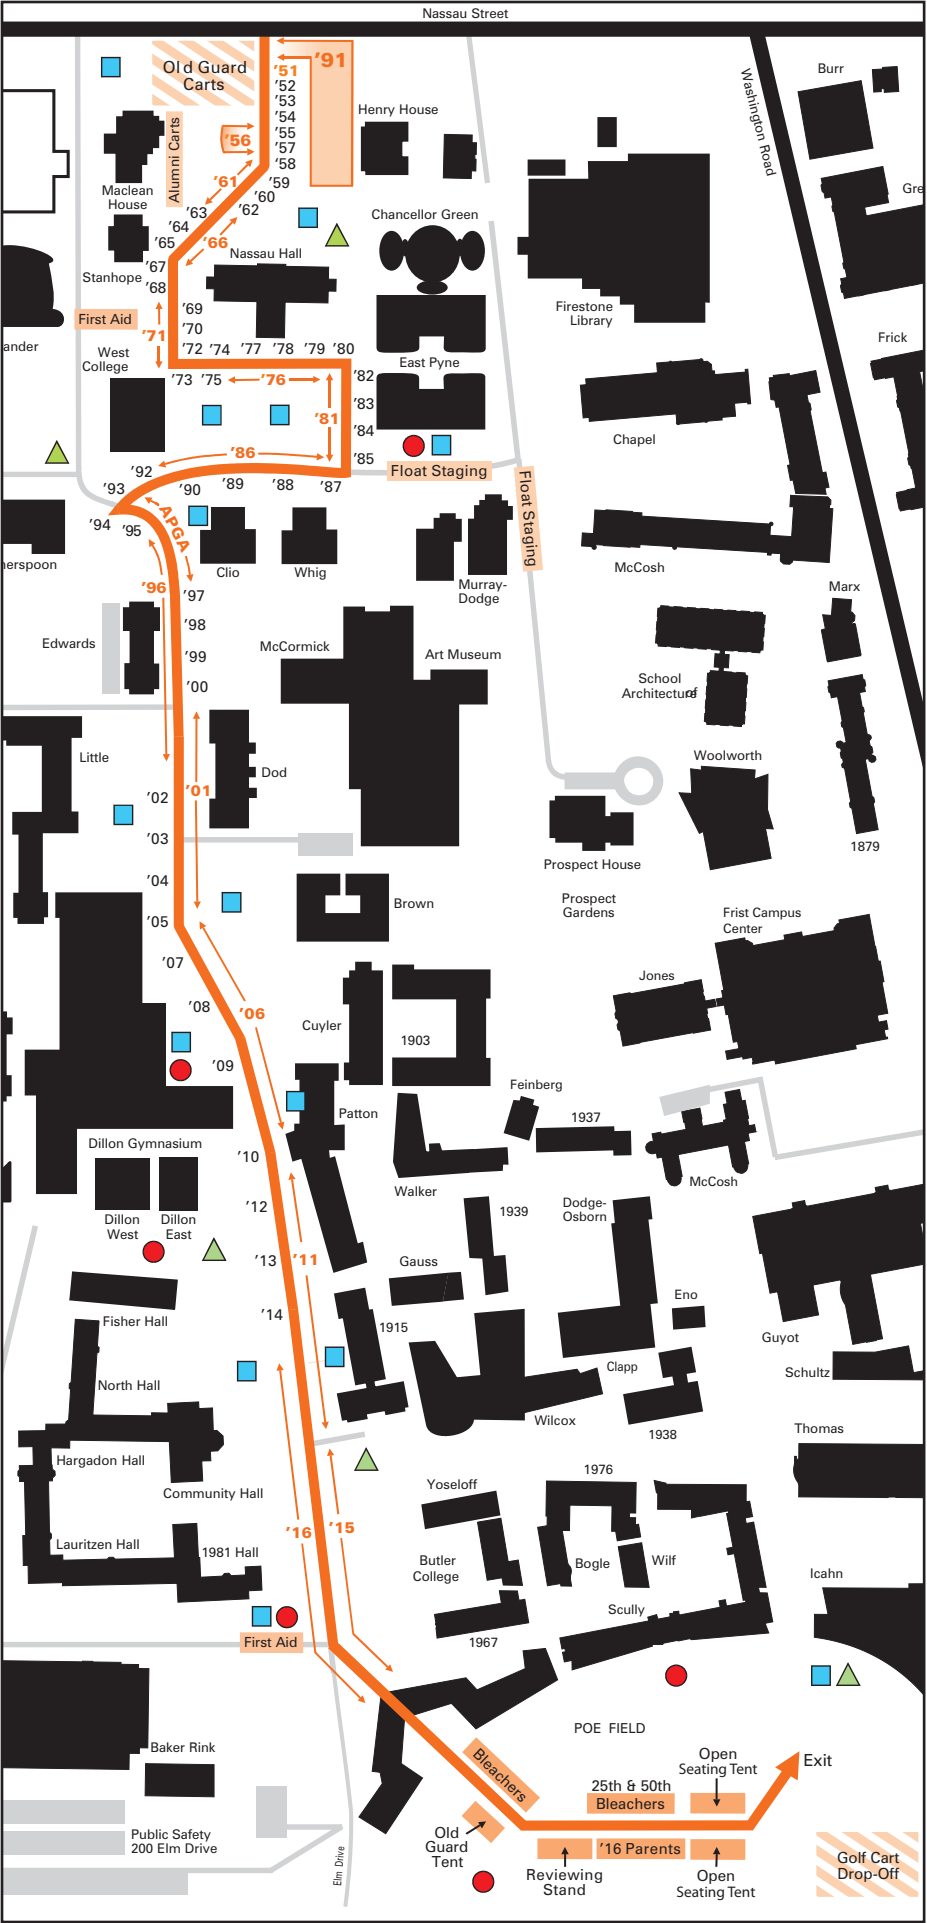 Nassau Street
Old Guard
Carts
'91
'51
'52
'53
'54
'55
'57
'58
'56
Alumni Carts
Henry House
Washington Road
Burr
Gre
Maclean
House
'59
'60
'61
'62
'63
'64
'65
'66
Chancellor Green
Stanhope
'67
'68
Nassau Hall
Firestone
Library
First Aid
'69
'70
'71
ander
Frick
West
College
'72
'74
'77
'78
'79
'80
East Pyne
'73
'75
'76
'82
'83
'81
'84
'85
Chapel
'86
'92
Float Staging
Float Staging
'93
'90
'89
'88
'87
'94
'95
APGA
herspoon
Clio
Whig
McCosh
Murray-
Dodge
Marx
'96
'97
'98
'99
'00
Edwards
McCormick
Art Museum
School
of
Architecture
Little
Dod
Woolworth
'01
'02
'03
'04
'05
1879
Prospect House
Brown
Prospect
Gardens
Frist Campus
Center
'07
Jones
'08
'06
Cuyler
1903
'09
Feinberg
Patton
1937
Dillon Gymnasium
'10
Walker
McCosh
'12
1939
Dodge-
Osborn
Dillon
West
Dillon
East
'13
'11
Gauss
Eno
'14
Fisher Hall
1915
Guyot
Clapp
Schultz
North Hall
Wilcox
1938
Thomas
Hargadon Hall
Community Hall
1976
Yoseloff
'16
'15
Lauritzen Hall
1981 Hall
Butler
College
Bogle
Wilf
Icahn
Scully
First Aid
1967
POE FIELD
Baker Rink
Bleachers
Open
Seating Tent
Exit
25th & 50th
Bleachers
Public Safety
200 Elm Drive
Old
Guard
Tent
'16 Parents
Elm Drive
Reviewing
Stand
Open
Seating Tent
Golf Cart
Drop-Off